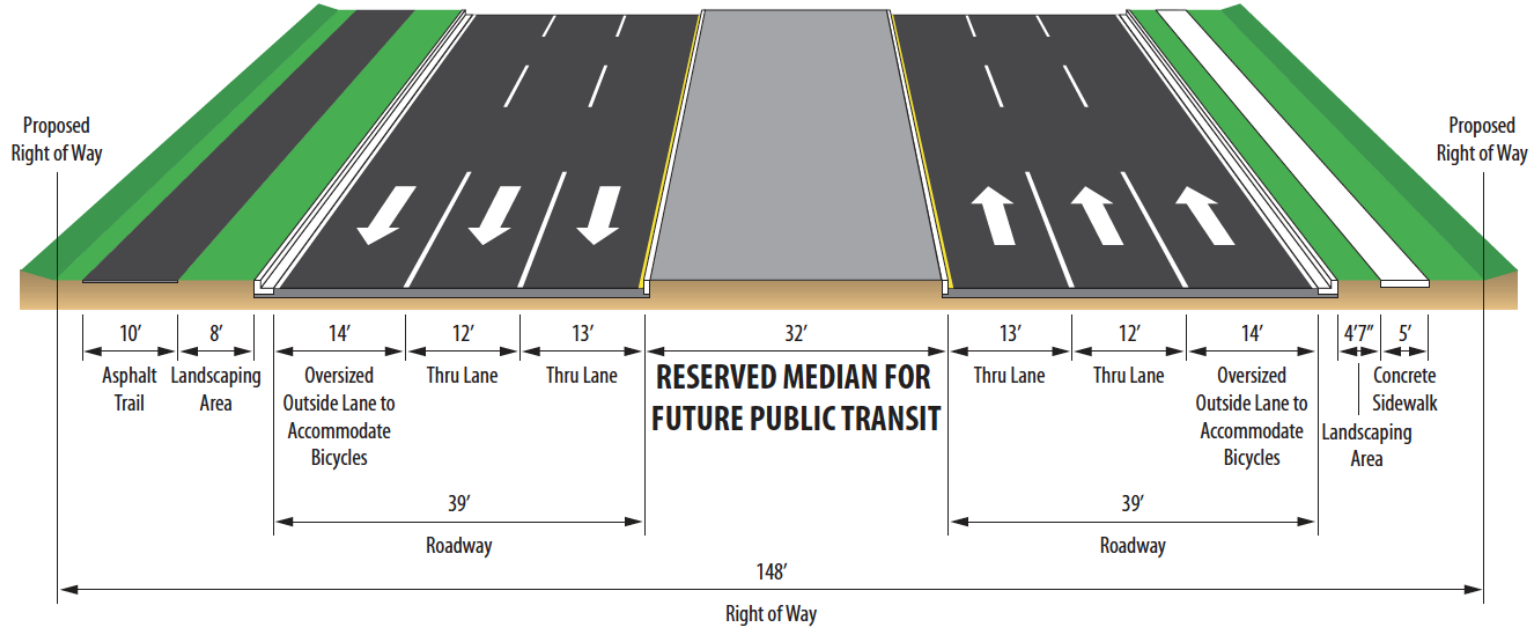 Proposed
Right of Way
Proposed
Right of Way
10’
8’
14’
12’
13’
32’
13’
12’
14’
4’7”
5’
Asphalt
Trail
Landscaping
Area
Oversized
Outside Lane to
Accommodate
Bicycles
Thru Lane
Thru Lane
RESERVED MEDIAN FOR
FUTURE PUBLIC TRANSIT
Thru Lane
Thru Lane
Oversized
Outside Lane to
Accommodate
Bicycles
Landscaping
Area
Concrete
Sidewalk
39’
Roadway
39’
Roadway
148’
Right of Way